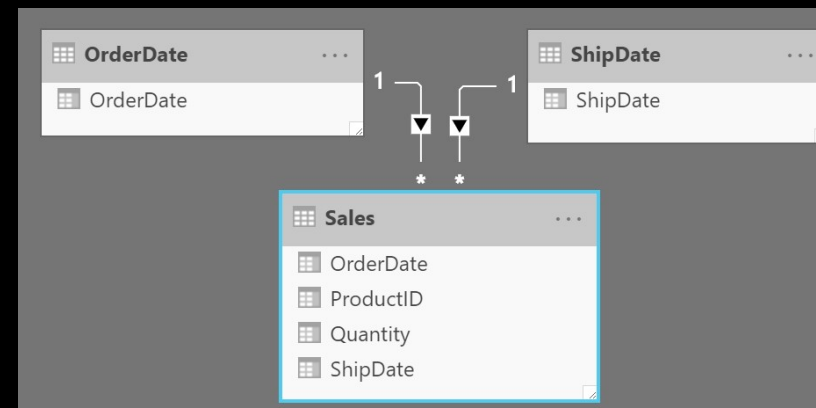 OrderDate
OrderDate
ShipDate
ShipDate
1
1
*
*
Sales
OrderDate
ProductID
Quantity
ShipDate